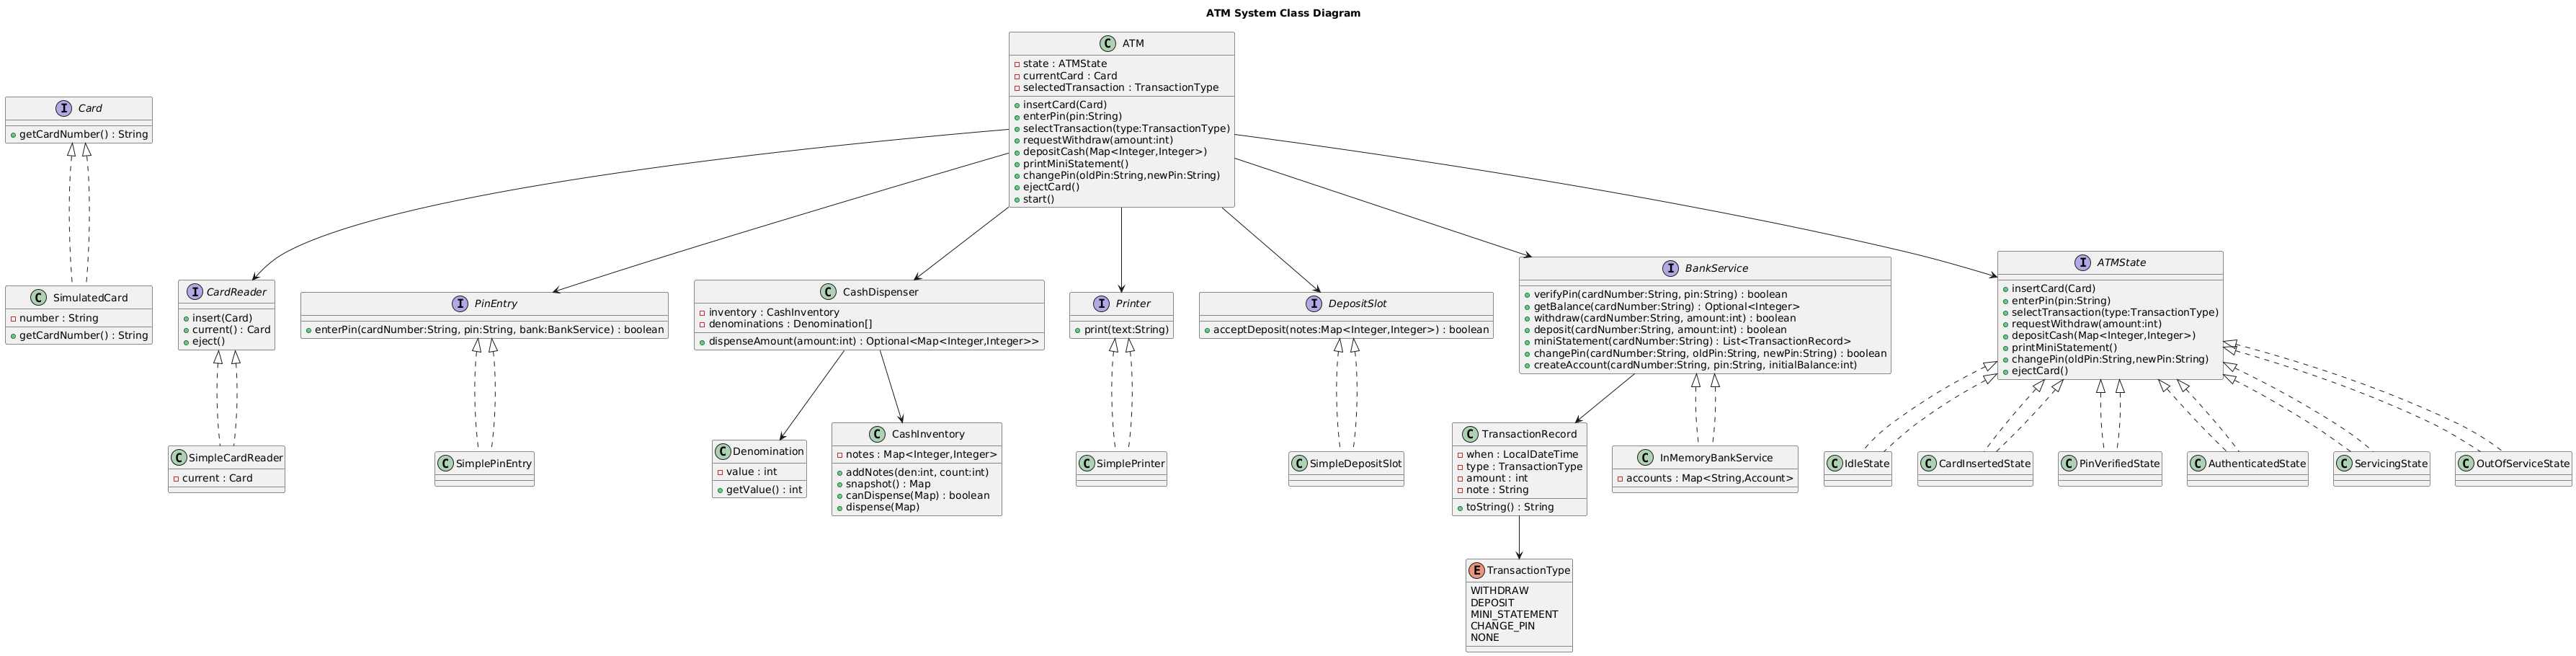 ATM System Class Diagram
C ATM
state : ATMState
currentCard : Card
selectedTransaction : TransactionType
insertCard(Card)
enterPin(pin:String)
selectTransaction(type:TransactionType)
requestWithdraw(amount:int)
depositCash(Map<Integer,Integer>)
printMiniStatement()
changePin(oldPin:String,newPin:String)
ejectCard()
start()
I Card
getCardNumber() : String
C SimulatedCard
number : String
getCardNumber() : String
I CardReader
insert(Card)
current() : Card
eject()
I PinEntry
enterPin(cardNumber:String, pin:String, bank:BankService) : boolean
C CashDispenser
inventory : CashInventory
denominations : Denomination[]
dispenseAmount(amount:int) : Optional<Map<Integer,Integer>>
I Printer
print(text:String)
I DepositSlot
acceptDeposit(notes:Map<Integer,Integer>) : boolean
I BankService
verifyPin(cardNumber:String, pin:String) : boolean
getBalance(cardNumber:String) : Optional<Integer>
withdraw(cardNumber:String, amount:int) : boolean
deposit(cardNumber:String, amount:int) : boolean
miniStatement(cardNumber:String) : List<TransactionRecord>
changePin(cardNumber:String, oldPin:String, newPin:String) : boolean
createAccount(cardNumber:String, pin:String, initialBalance:int)
I ATMState
insertCard(Card)
enterPin(pin:String)
selectTransaction(type:TransactionType)
requestWithdraw(amount:int)
depositCash(Map<Integer,Integer>)
printMiniStatement()
changePin(oldPin:String,newPin:String)
ejectCard()
C SimpleCardReader
current : Card
C SimplePinEntry
C Denomination
value : int
getValue() : int
C CashInventory
notes : Map<Integer,Integer>
addNotes(den:int, count:int)
snapshot() : Map
canDispense(Map) : boolean
dispense(Map)
C SimplePrinter
C SimpleDepositSlot
C TransactionRecord
when : LocalDateTime
type : TransactionType
amount : int
note : String
toString() : String
C InMemoryBankService
accounts : Map<String,Account>
C IdleState
C CardInsertedState
C PinVerifiedState
C AuthenticatedState
C ServicingState
C OutOfServiceState
E TransactionType
WITHDRAW
DEPOSIT
MINI_STATEMENT
CHANGE_PIN
NONE